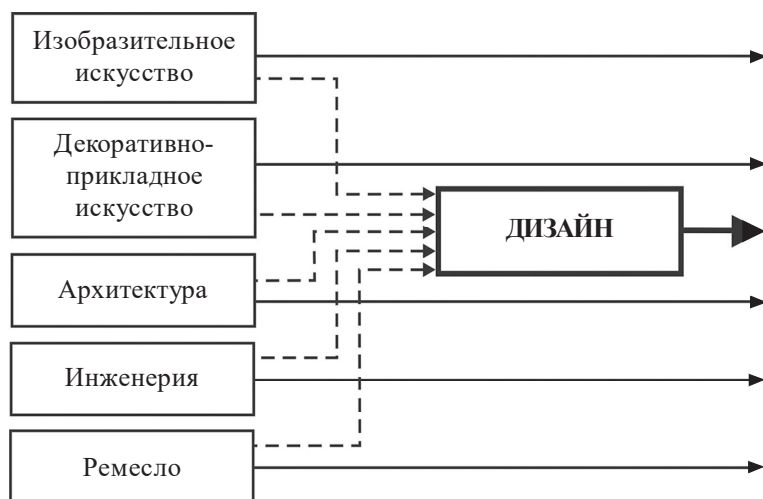 Изобразительное
искусство
Декоративно-
прикладное
искусство
ДИЗАЙН
Архитектура
Инженерия
Ремесло